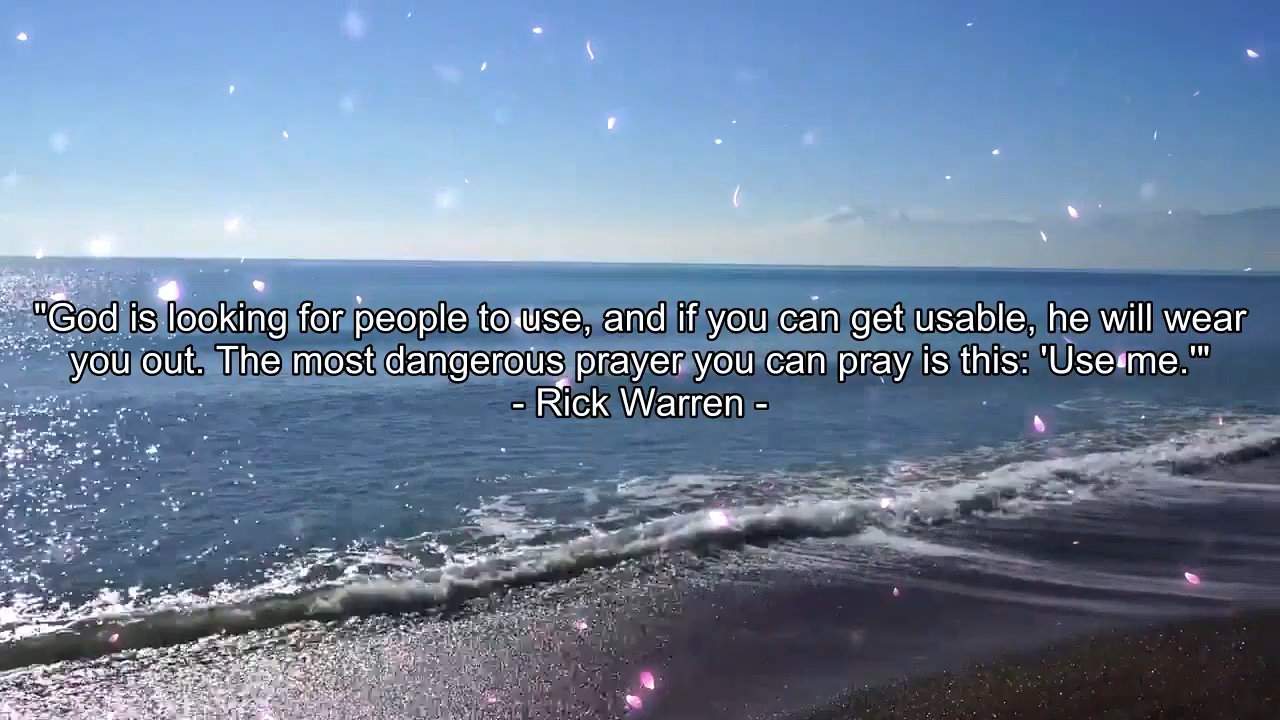 "God is looking for people to use, and if you can get usable, he will wear
you out. The most dangerous prayer you can pray is this: 'Use me.'"
- Rick Warren -